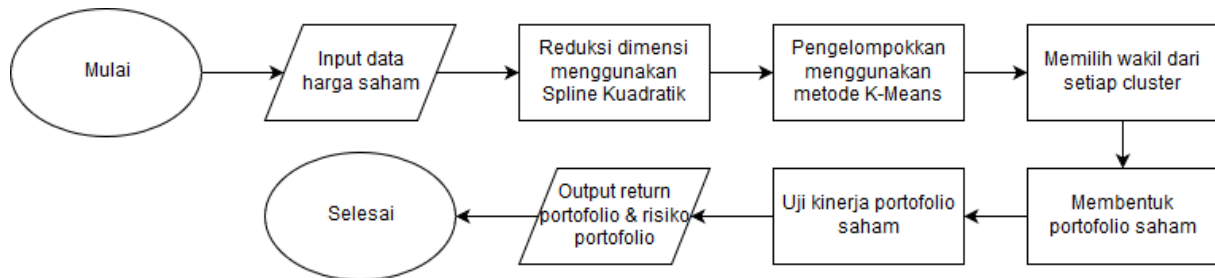 Mulai
Input data
harga saham
Reduksi dimensi
menggunakan
Spline Kuadratik
Pengelompokkan
menggunakan
metode K-Means
Memilih wakil dari
setiap cluster
Membentuk
portofolio saham
Uji kinerja portofolio
saham
Output return
portofolio & risiko
portofolio
Selesai